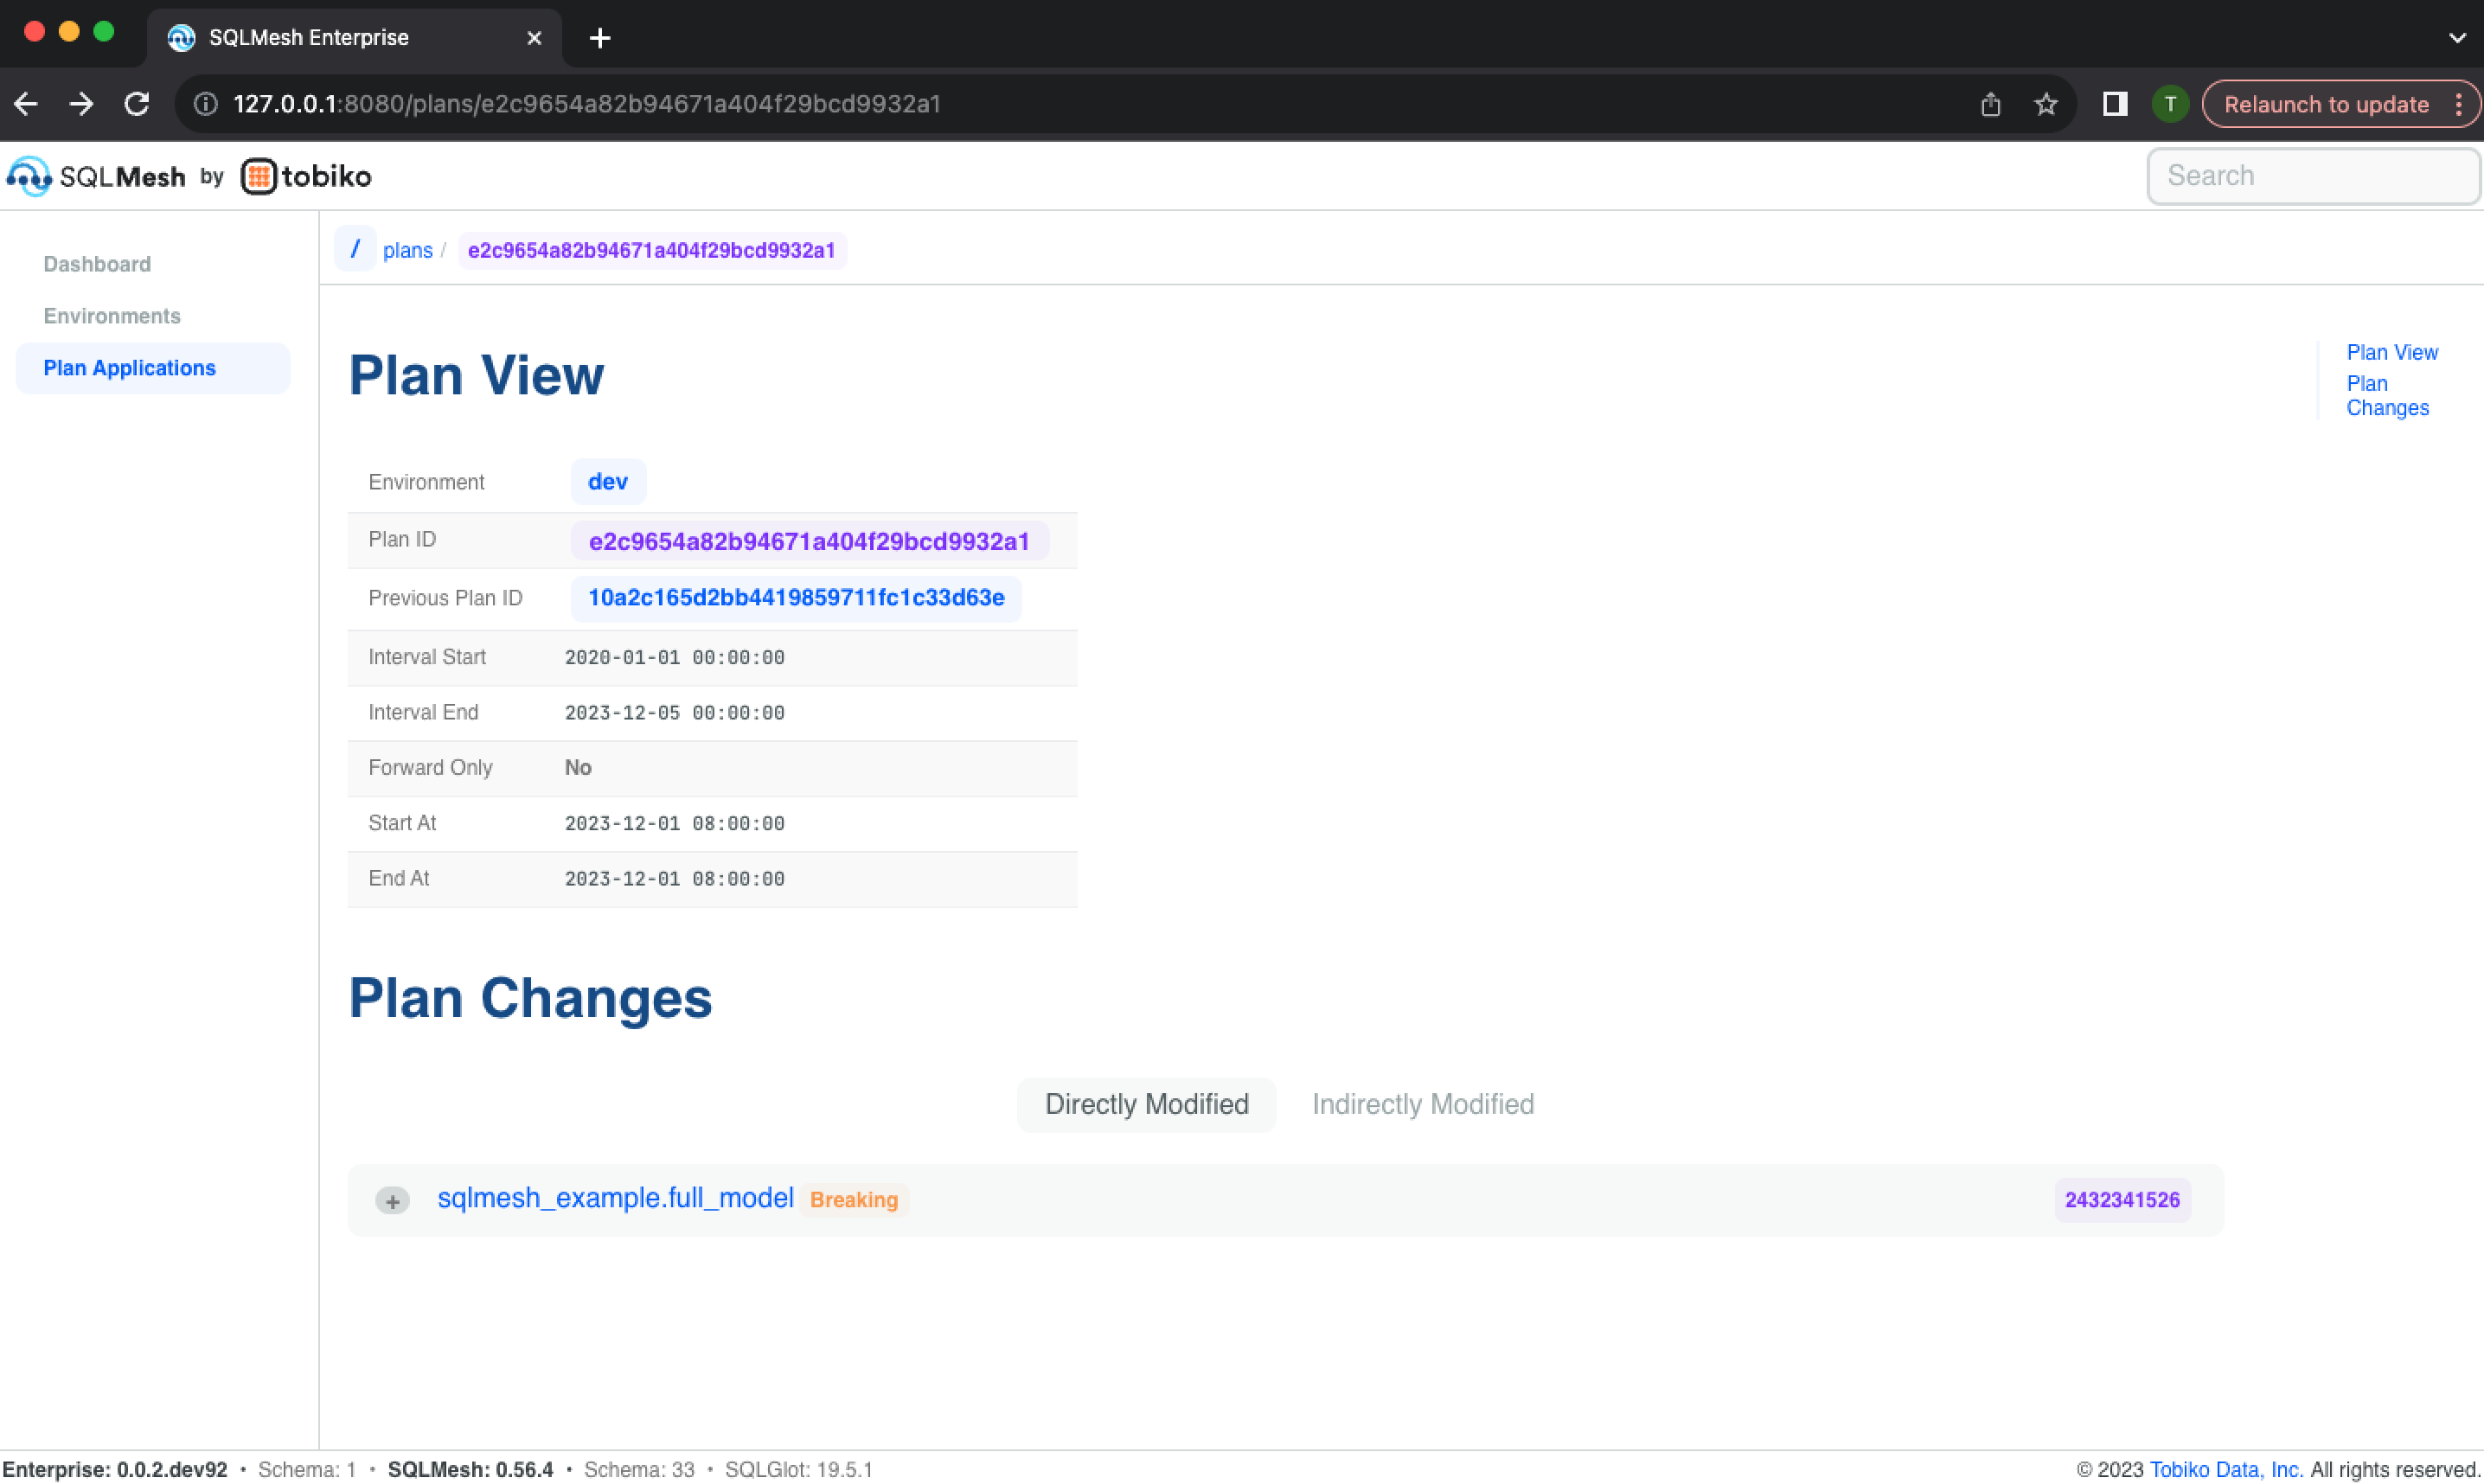 SQLMesh Enterprise
127.0.0.1:8080/plans/e2c9654a82b94671a404f29bcd9932a1
T
Relaunch to update
SQLMesh by tobiko
Search
Dashboard
Environments
Plan Applications
/ plans / e2c9654a82b94671a404f29bcd9932a1
Plan View
Plan View
Plan
Changes
Environment dev
Plan ID e2c9654a82b94671a404f29bcd9932a1
Previous Plan ID 10a2c165d2bb4419859711fc1c33d63e
Interval Start 2020-01-01 00:00:00
Interval End 2023-12-05 00:00:00
Forward Only No
Start At 2023-12-01 08:00:00
End At 2023-12-01 08:00:00
Plan Changes
Directly Modified Indirectly Modified
+ sqlmesh_example.full_model Breaking 2432341526
Enterprise: 0.0.2.dev92 • Schema: 1 • SQLMesh: 0.56.4 • Schema: 33 • SQLGlot: 19.5.1
© 2023 Tobiko Data, Inc. All rights reserved.